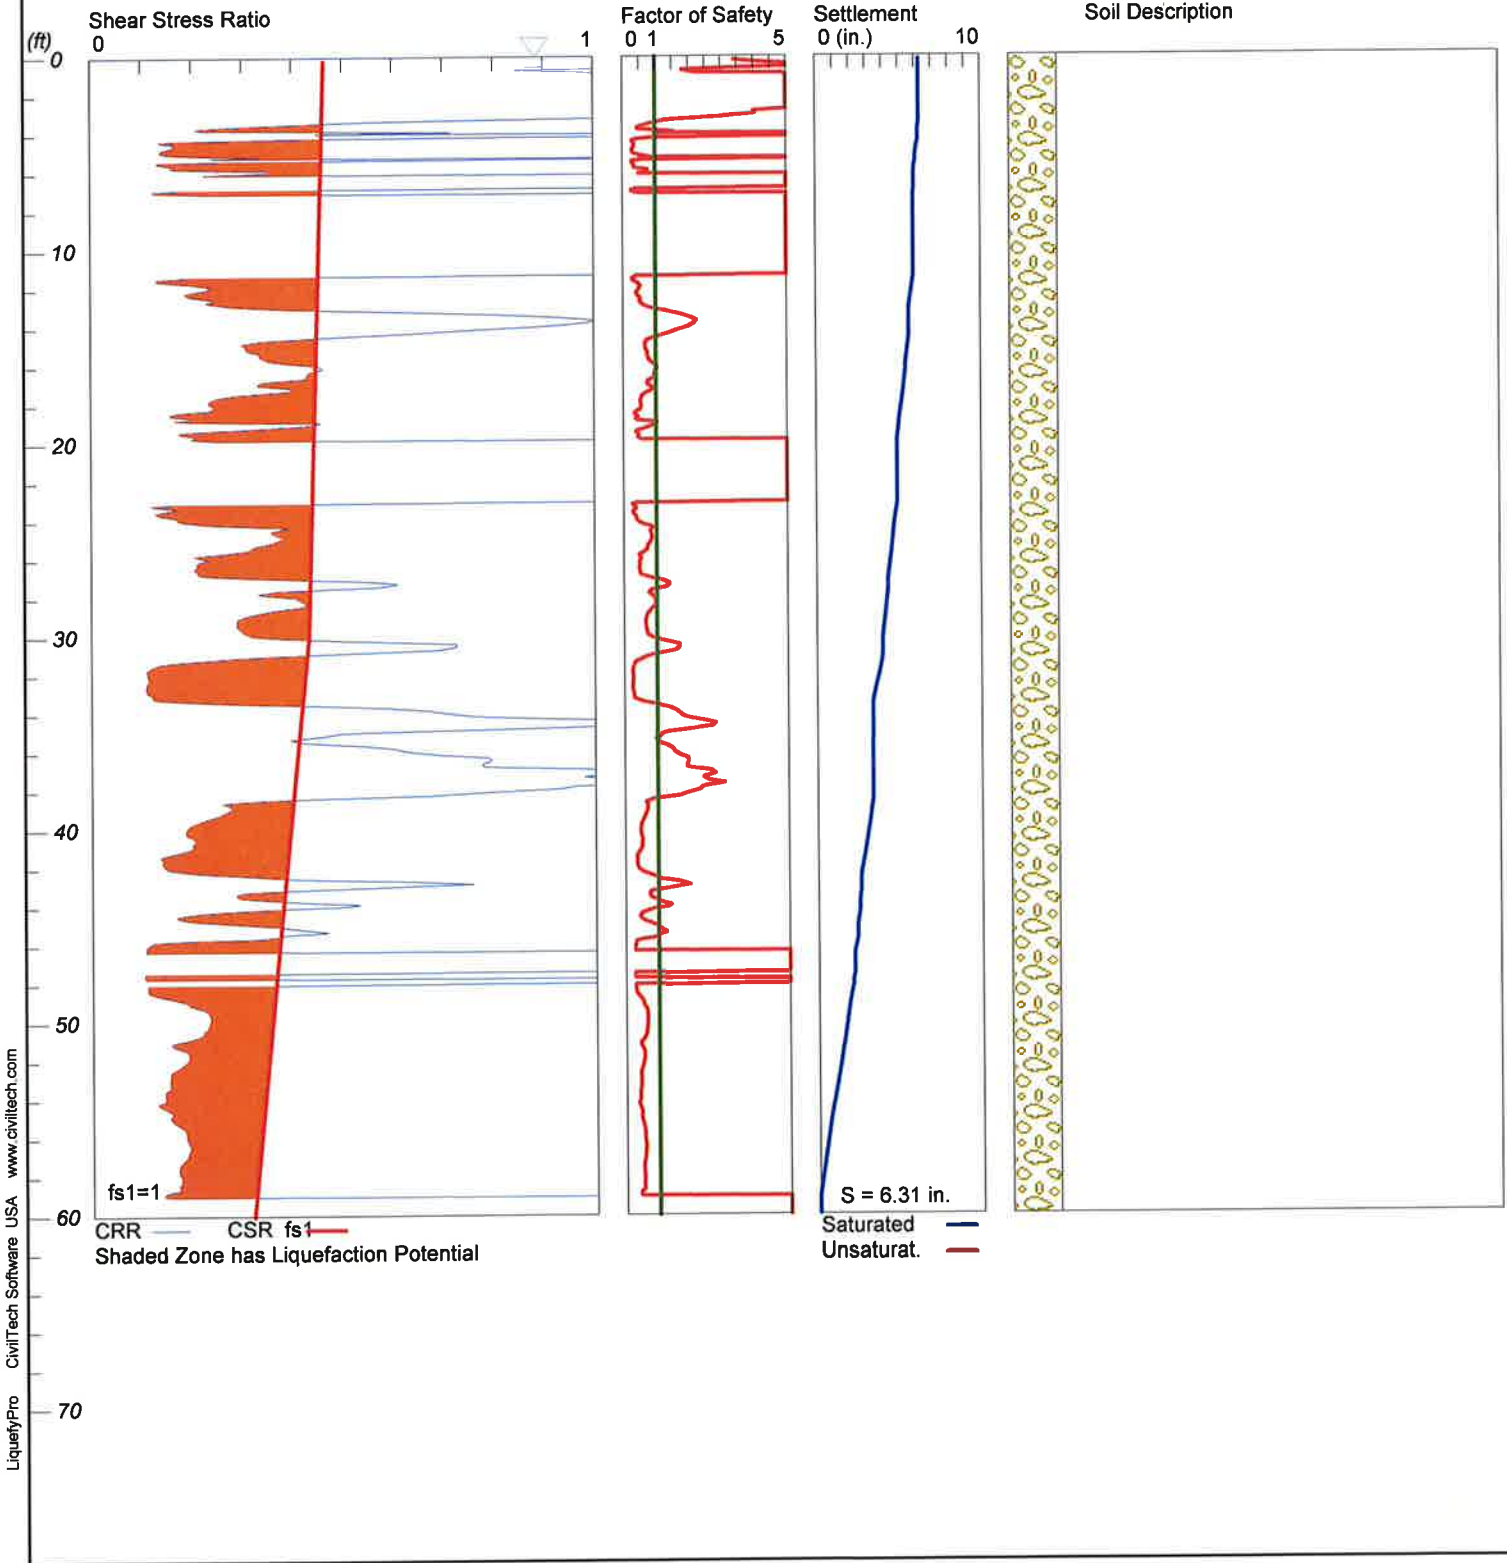 Shear Stress Ratio
Factor of Safety
Settlement
Soil Description
(ft)
0
1
0 1
5
0 (in.)
10
0
10
20
30
40
50
60
70
fs1=1
S = 6.31 in.
CRR
CSR fs1
Shaded Zone has Liquefaction Potential
Saturated
Unsaturat.
LiquefyPro CivilTech Software USA www.civiltech.com